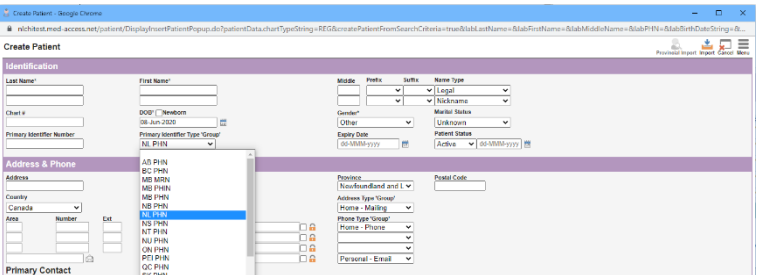 Create Patient - Google Chrome
nlchitest.med-access.net/patient/DisplayInsertPatientPopup.do?patientData.chartTypeString=REG&createPatientFromSearchCriteria=true&labLastName=&labFirstName=&labMiddleName=&labPHN=&labBirthDateString=&l...
Create Patient
Provincial Import Import Cancel Menu
Identification
Last Name* First Name* Middle Prefix Suffix Name Type
Legal
Nickname
Chart # DOB* Newborn Gender* Marital Status
08-Jun-2020 Other Unknown
Primary Identifier Number Primary Identifier Type 'Group' Expiry Date Patient Status
NL PHN dd-MMM-yyyy Active dd-MMM-yyyy
AB PHN
BC PHN
Address & Phone
MB MRN
Address MB PHIN Province Postal Code
MB PHN Newfoundland and L
Country NB PHN Address Type 'Group'
Canada NL PHN Home - Mailing
Area Number Ext NS PHN Phone Type 'Group'
NT PHN Home - Phone
NU PHN
ON PHN
PEI PHN Personal - Email
Primary Contact QC PHN
SK PHN